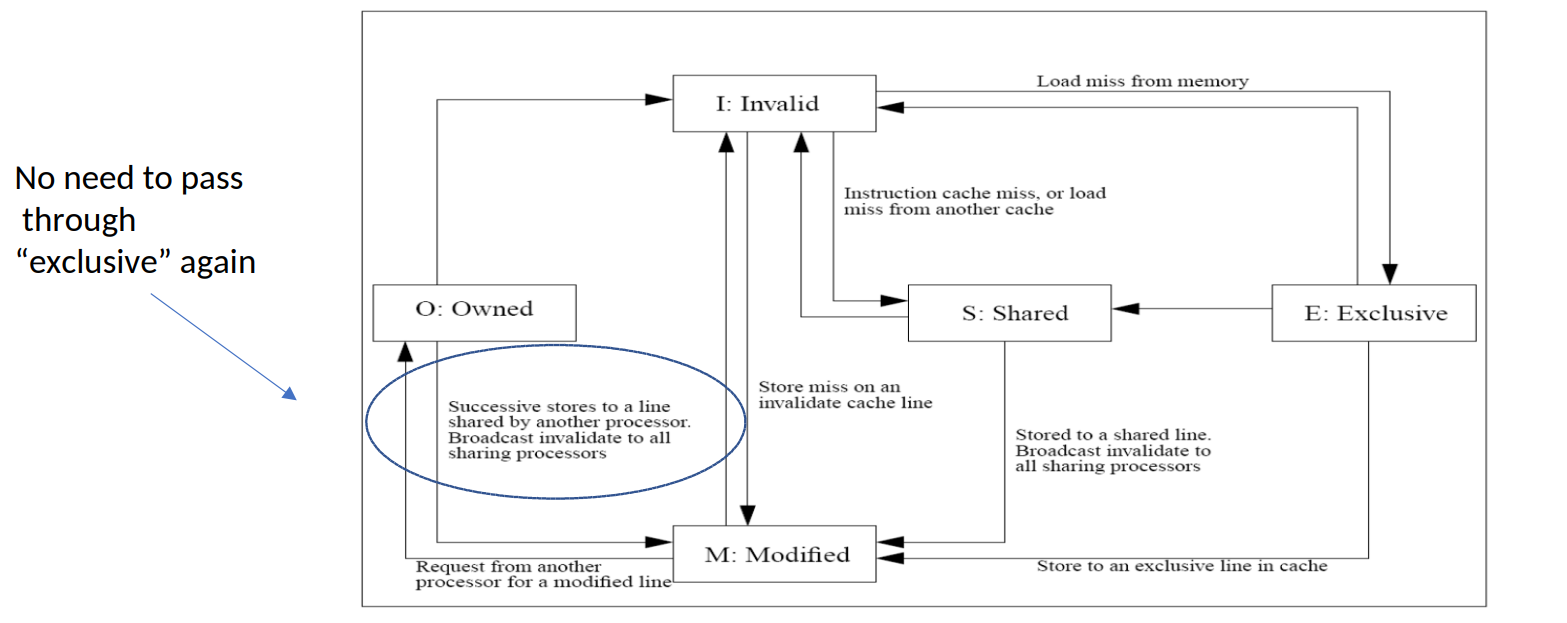 No need to pass
through
“exclusive” again
I: Invalid
Load miss from memory
Instruction cache miss, or load
miss from another cache
O: Owned
S: Shared
E: Exclusive
Successive stores to a line
shared by another processor.
Broadcast invalidate to all
sharing processors
Store miss on an
invalidate cache line
Stored to a shared line.
Broadcast invalidate to
all sharing processors
M: Modified
Request from another
processor for a modified line
Store to an exclusive line in cache